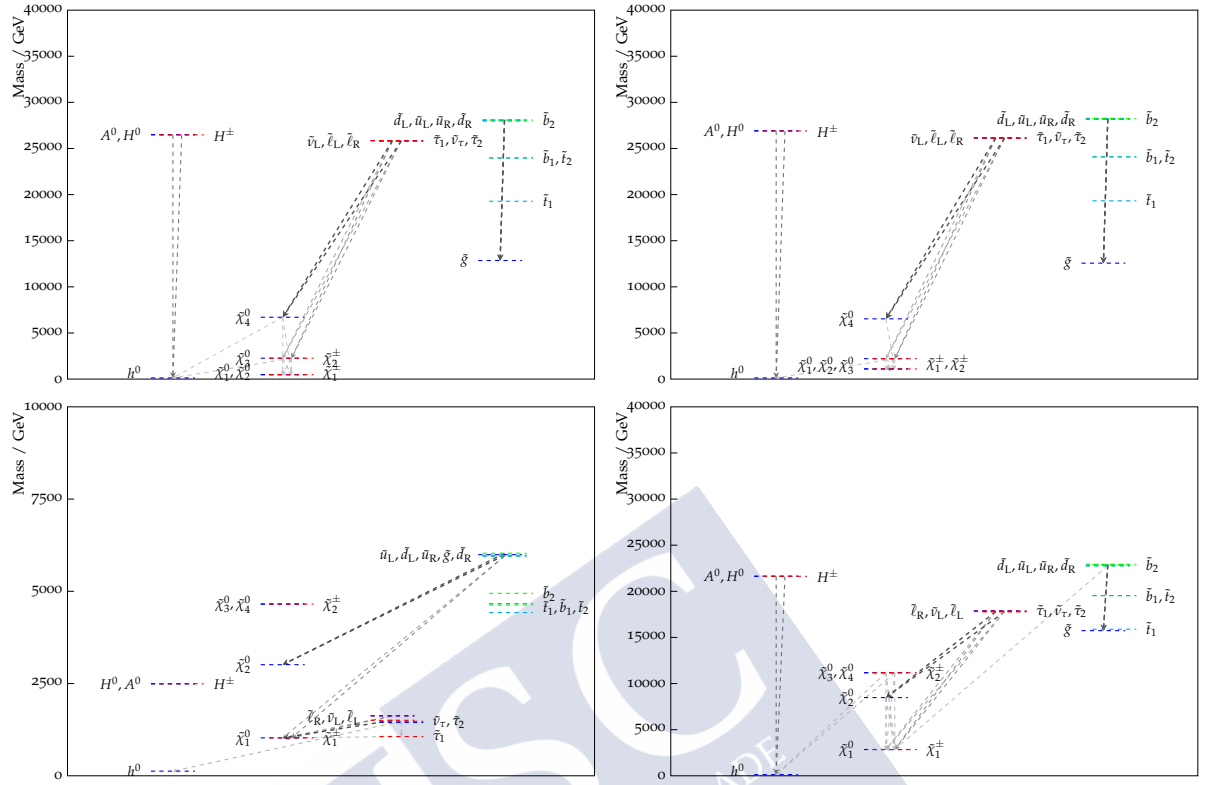 Mass / GeV
40000
35000
30000
25000
20000
15000
10000
5000
0
d̃L, ũL, ũR, d̃R
b̃2
A⁰, H⁰
H±
ν̃L, ℓ̃L, ℓ̃R
τ̃1, ν̃τ, τ̃2
b̃1, t̃2
t̃1
g̃
χ̃⁰4
χ̃⁰3
χ̃±2
χ̃⁰1, χ̃⁰2
χ̃±1
h⁰
Mass / GeV
40000
35000
30000
25000
20000
15000
10000
5000
0
d̃L, ũL, ũR, d̃R
b̃2
A⁰, H⁰
H±
ν̃L, ℓ̃L, ℓ̃R
τ̃1, ν̃τ, τ̃2
b̃1, t̃2
t̃1
g̃
χ̃⁰4
χ̃⁰1, χ̃⁰2, χ̃⁰3
χ̃±1, χ̃±2
h⁰
Mass / GeV
10000
7500
5000
2500
0
ũL, d̃L, ũR, g̃, d̃R
b̃2
t̃1, b̃1, t̃2
χ̃⁰3, χ̃⁰4
χ̃±2
χ̃⁰2
H⁰, A⁰
H±
ℓ̃R, ν̃L, ℓ̃L
ν̃τ, τ̃2
χ̃⁰1
χ̃±1
τ̃1
h⁰
Mass / GeV
40000
35000
30000
25000
20000
15000
10000
5000
0
d̃L, ũL, ũR, d̃R
b̃2
A⁰, H⁰
H±
b̃1, t̃2
ℓ̃R, ν̃L, ℓ̃L
τ̃1, ν̃τ, τ̃2
g̃
t̃1
χ̃⁰3, χ̃⁰4
χ̃±2
χ̃⁰2
χ̃⁰1
χ̃±1
h⁰
USC